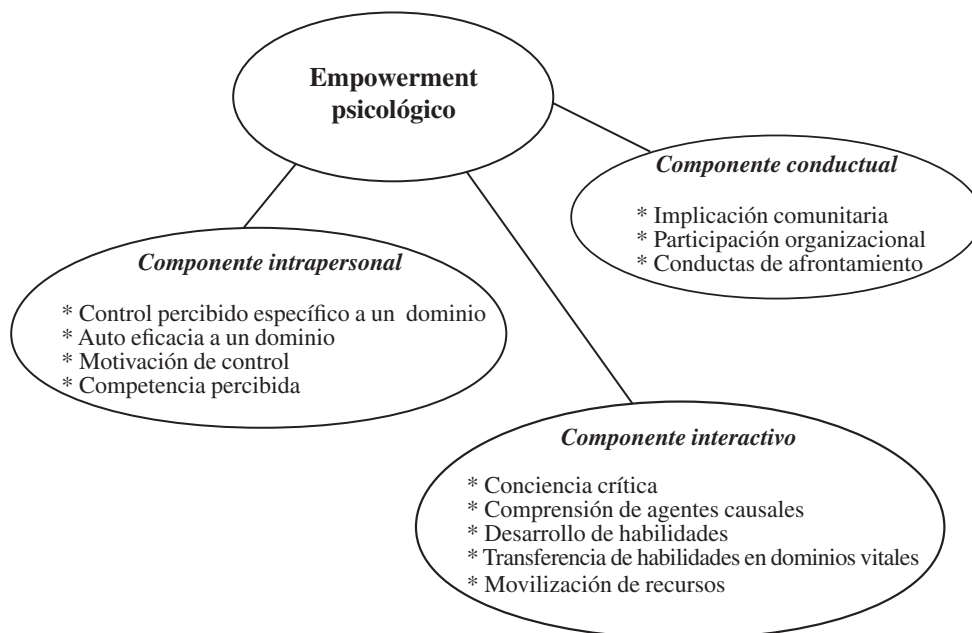 Empowerment
psicológico
Componente conductual
* Implicación comunitaria
* Participación organizacional
* Conductas de afrontamiento
Componente intrapersonal
* Control percibido específico a un dominio
* Auto eficacia a un dominio
* Motivación de control
* Competencia percibida
Componente interactivo
* Conciencia crítica
* Comprensión de agentes causales
* Desarrollo de habilidades
* Transferencia de habilidades en dominios vitales
* Movilización de recursos